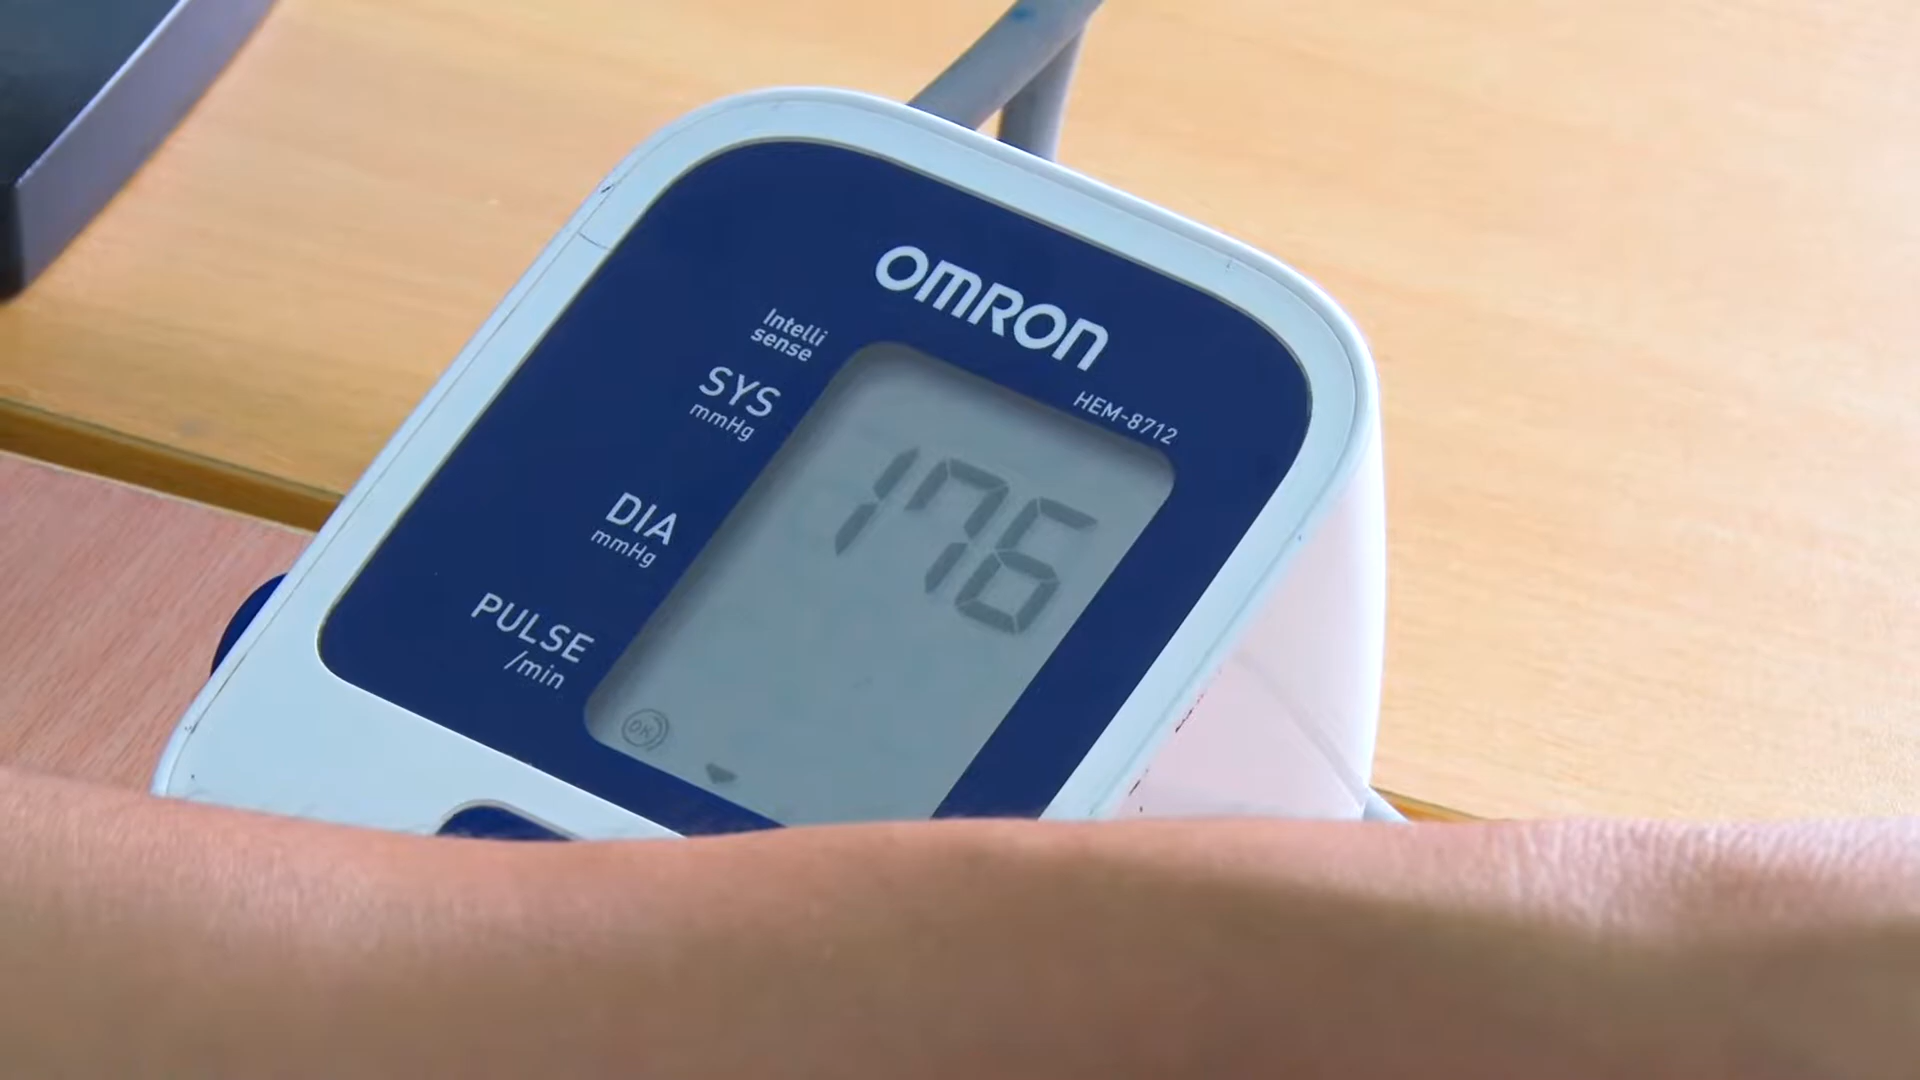 OMRON
Intelli
sense
HEM-8712
SYS
mmHg
176
DIA
mmHg
PULSE
/min
OK